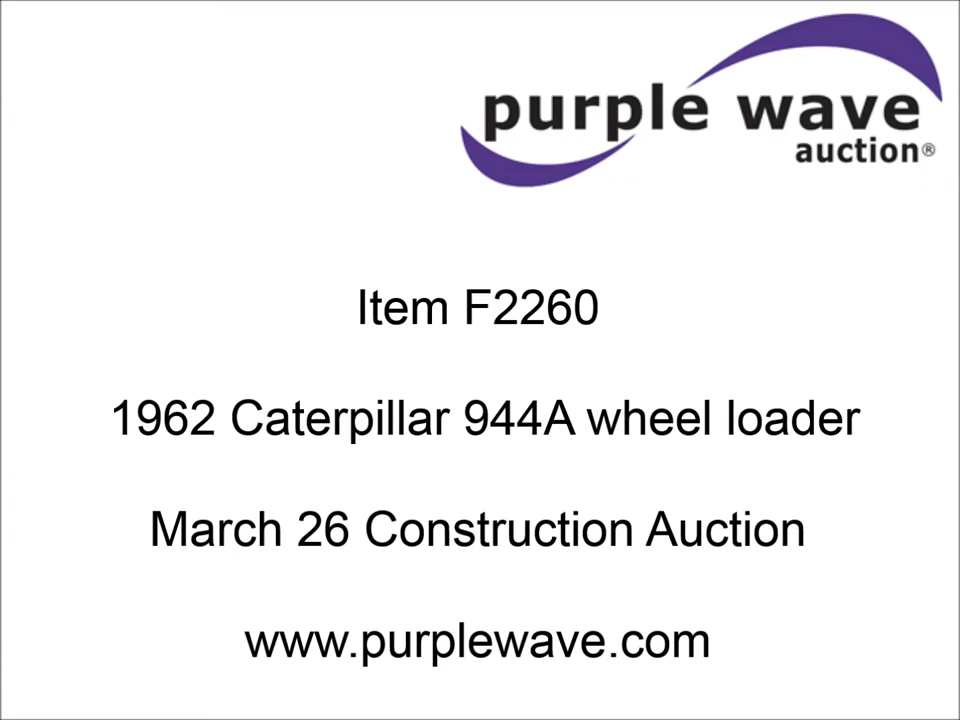 purple wave
auction®
Item F2260
1962 Caterpillar 944A wheel loader
March 26 Construction Auction
www.purplewave.com